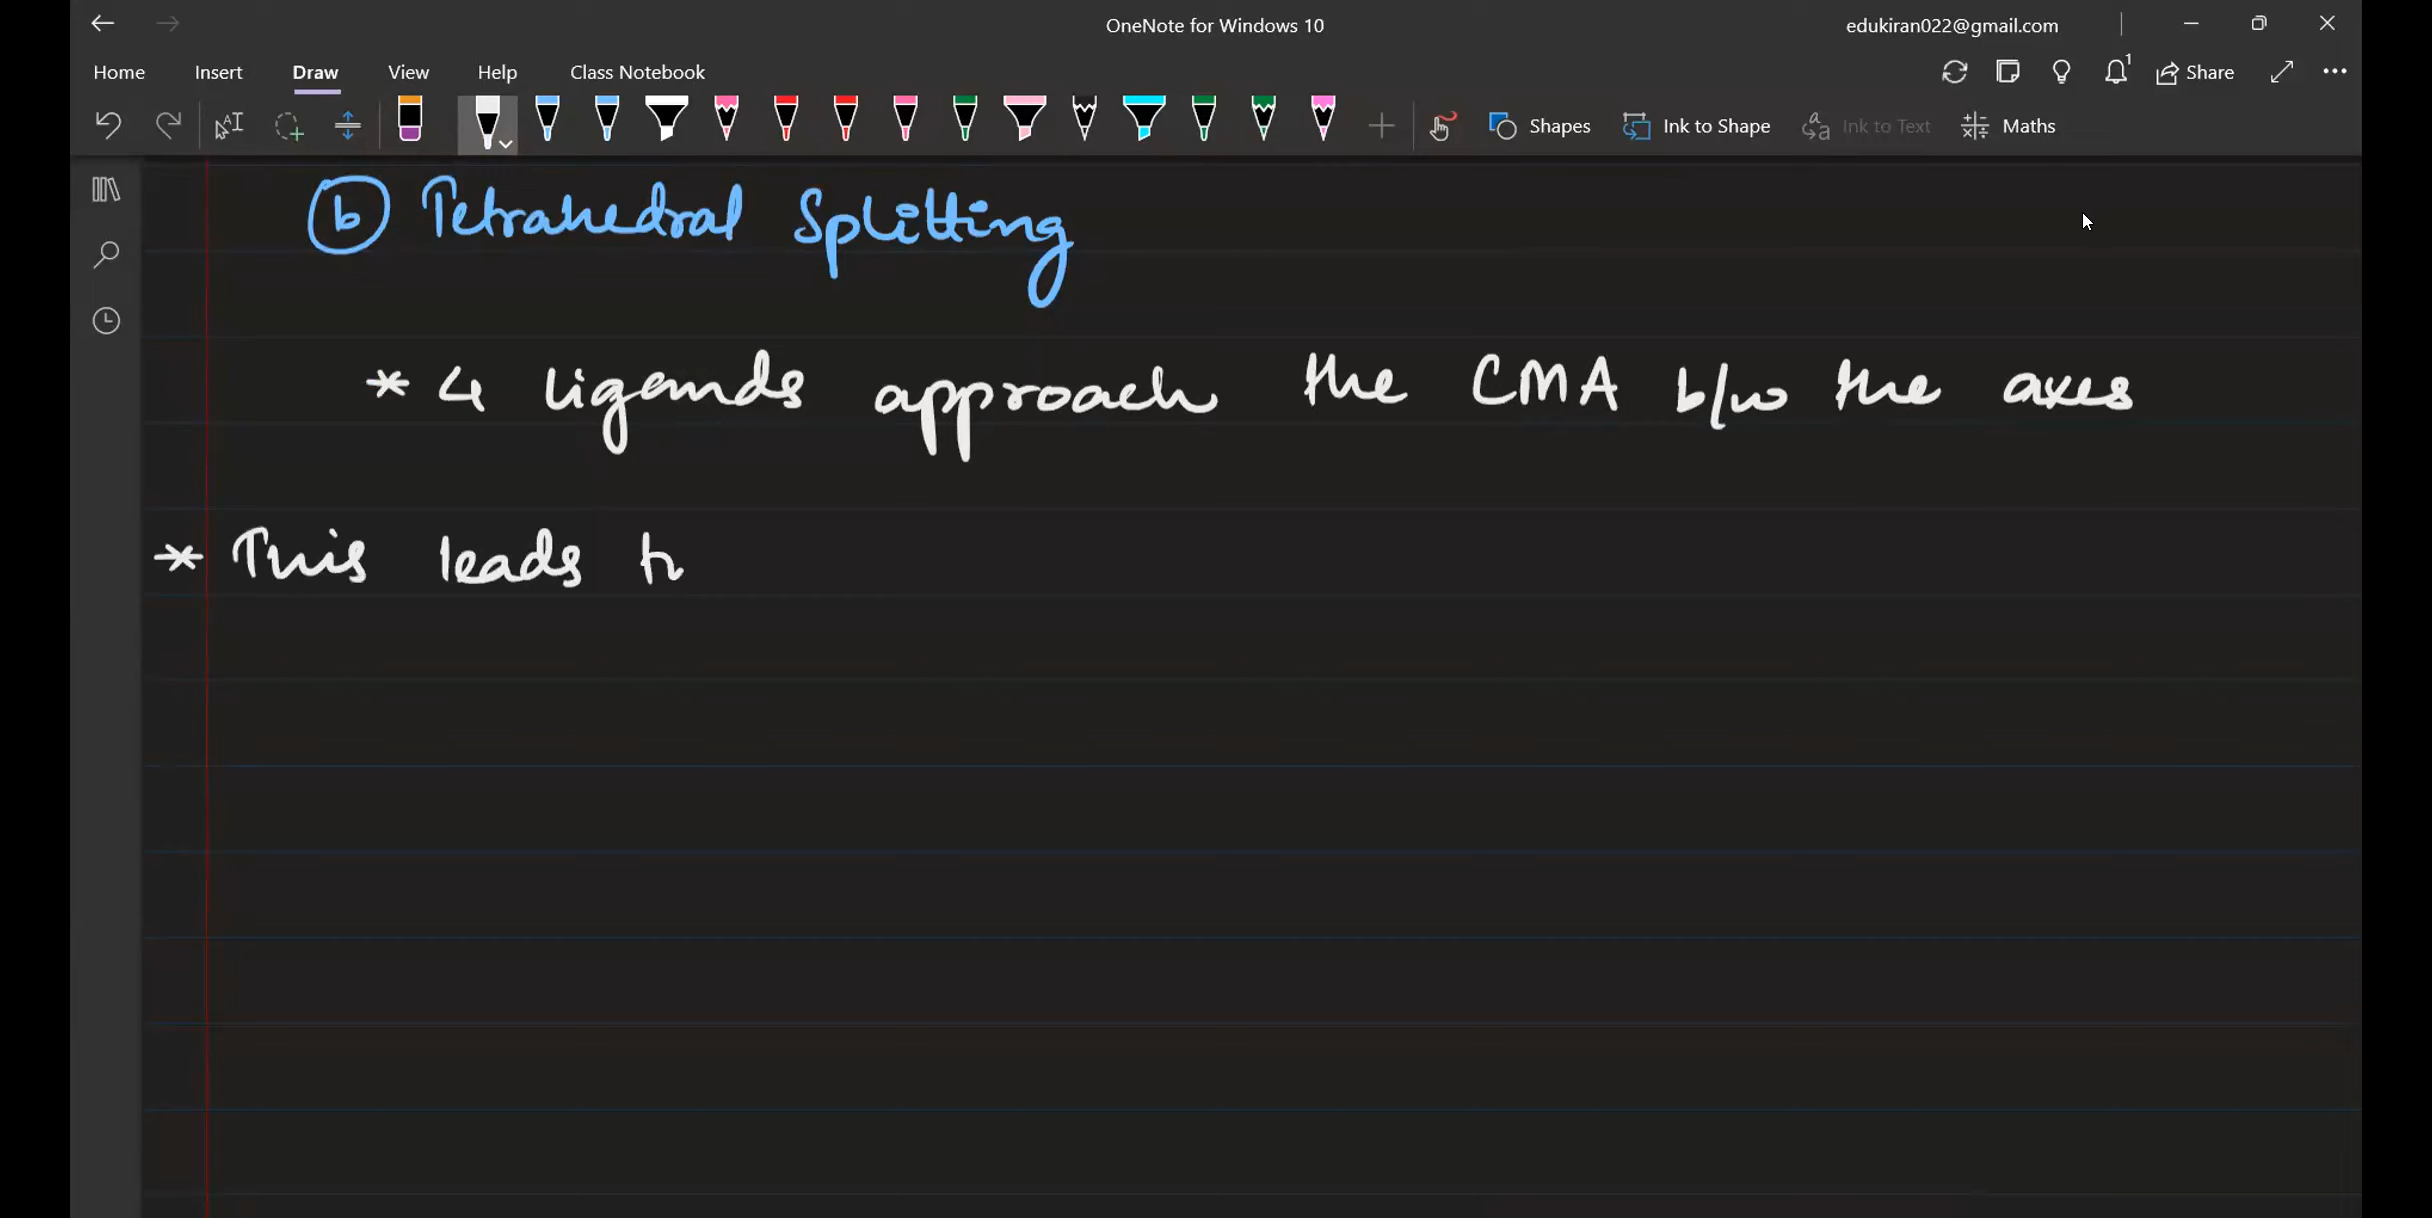 OneNote for Windows 10
edukiran022@gmail.com
Home Insert Draw View Help Class Notebook
Share
Shapes Ink to Shape Ink to Text Maths
b Tetrahedral Splitting
* 4 ligands approach the CMA b/w the axes
* This leads to